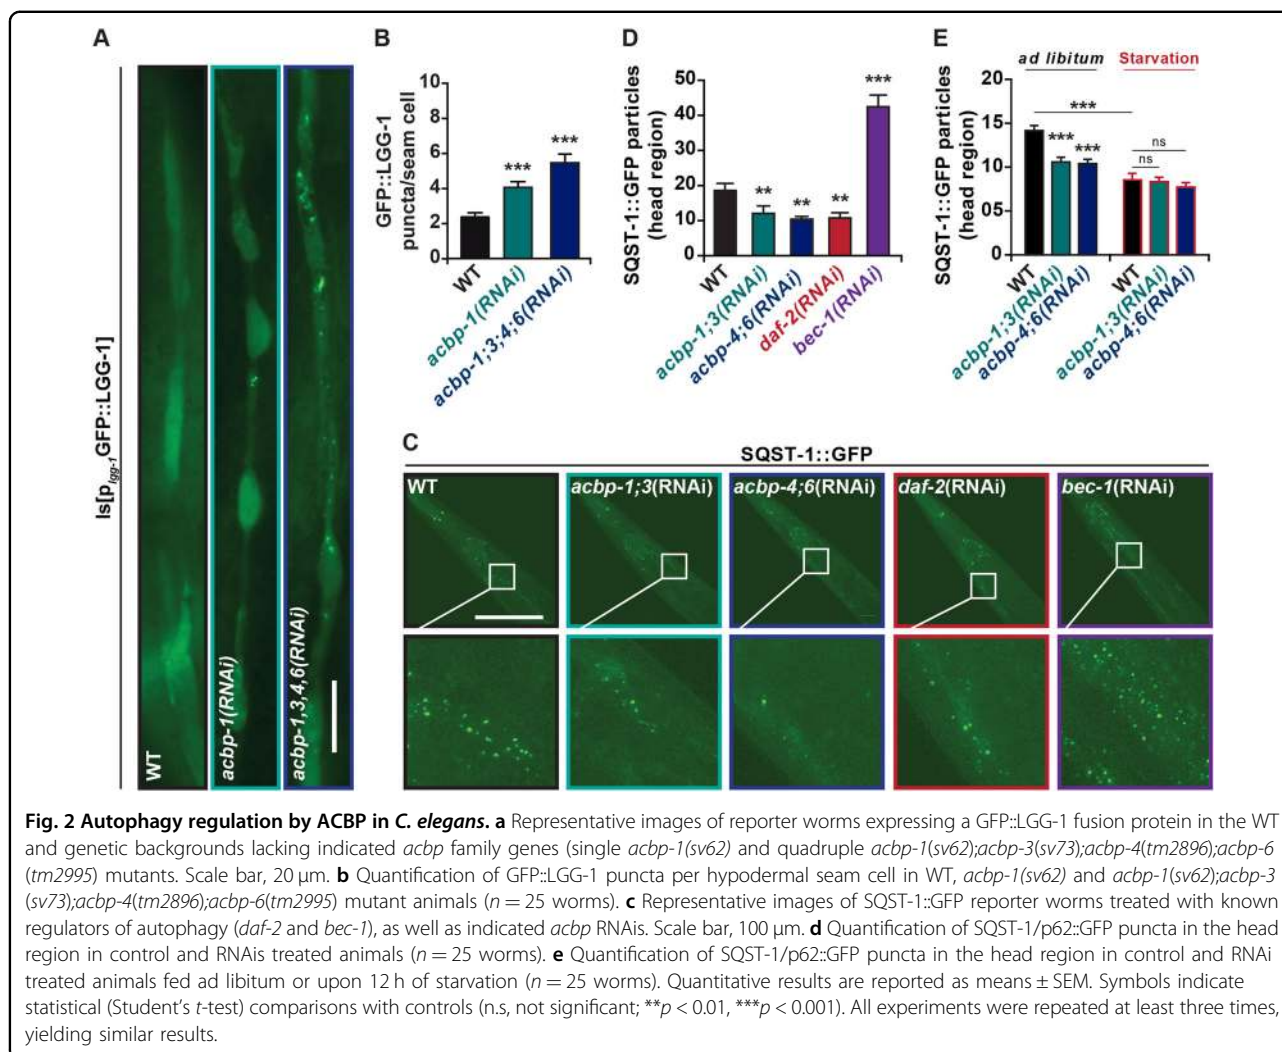 A
Is[p_lgg-1 GFP::LGG-1]
WT
acbp-1(RNAi)
acbp-1,3,4,6(RNAi)
B
GFP::LGG-1
puncta/seam cell
10
8
6
4
2
0
***
***
WT
acbp-1(RNAi)
acbp-1;3;4;6(RNAi)
D
SQST-1::GFP particles
(head region)
50
40
30
20
10
0
**
**
**
***
WT
acbp-1;3(RNAi)
acbp-4;6(RNAi)
daf-2(RNAi)
bec-1(RNAi)
E
ad libitum
Starvation
SQST-1::GFP particles
(head region)
20
15
10
05
0
***
***
***
ns
ns
WT
acbp-1;3(RNAi)
acbp-4;6(RNAi)
WT
acbp-1;3(RNAi)
acbp-4;6(RNAi)
C
SQST-1::GFP
WT
acbp-1;3(RNAi)
acbp-4;6(RNAi)
daf-2(RNAi)
bec-1(RNAi)
Fig. 2 Autophagy regulation by ACBP in C. elegans. a Representative images of reporter worms expressing a GFP::LGG-1 fusion protein in the WT
and genetic backgrounds lacking indicated acbp family genes (single acbp-1(sv62) and quadruple acbp-1(sv62);acbp-3(sv73);acbp-4(tm2896);acbp-6
(tm2995) mutants. Scale bar, 20 μm. b Quantification of GFP::LGG-1 puncta per hypodermal seam cell in WT, acbp-1(sv62) and acbp-1(sv62);acbp-3
(sv73);acbp-4(tm2896);acbp-6(tm2995) mutant animals (n = 25 worms). c Representative images of SQST-1::GFP reporter worms treated with known
regulators of autophagy (daf-2 and bec-1), as well as indicated acbp RNAis. Scale bar, 100 μm. d Quantification of SQST-1/p62::GFP puncta in the head
region in control and RNAis treated animals (n = 25 worms). e Quantification of SQST-1/p62::GFP puncta in the head region in control and RNAi
treated animals fed ad libitum or upon 12 h of starvation (n = 25 worms). Quantitative results are reported as means ± SEM. Symbols indicate
statistical (Student's t-test) comparisons with controls (n.s, not significant; **p < 0.01, ***p < 0.001). All experiments were repeated at least three times,
yielding similar results.